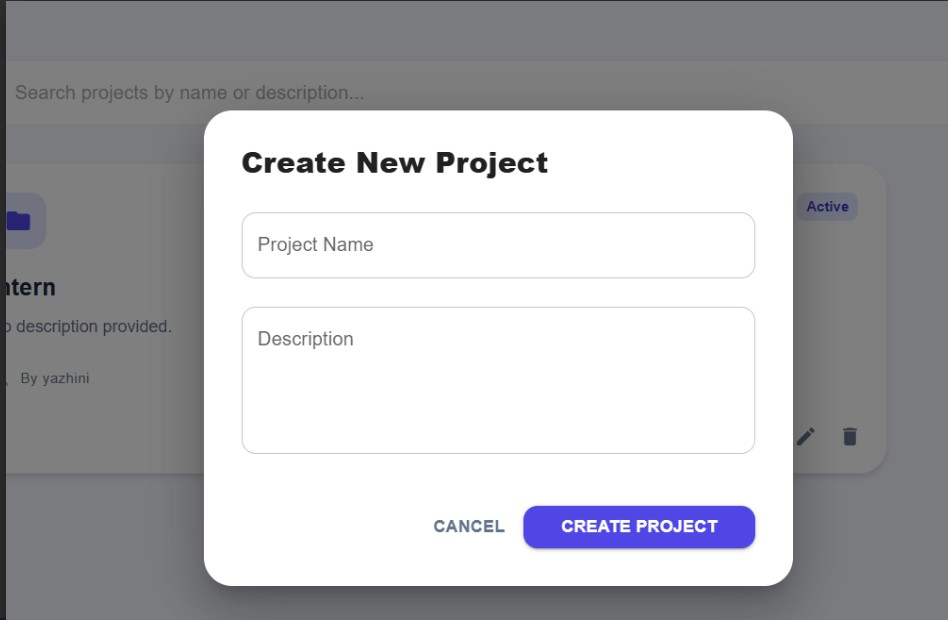 Search projects by name or description...
Create New Project
Active
Project Name
ntern
description provided.
Description
By yazhini
CANCEL
CREATE PROJECT